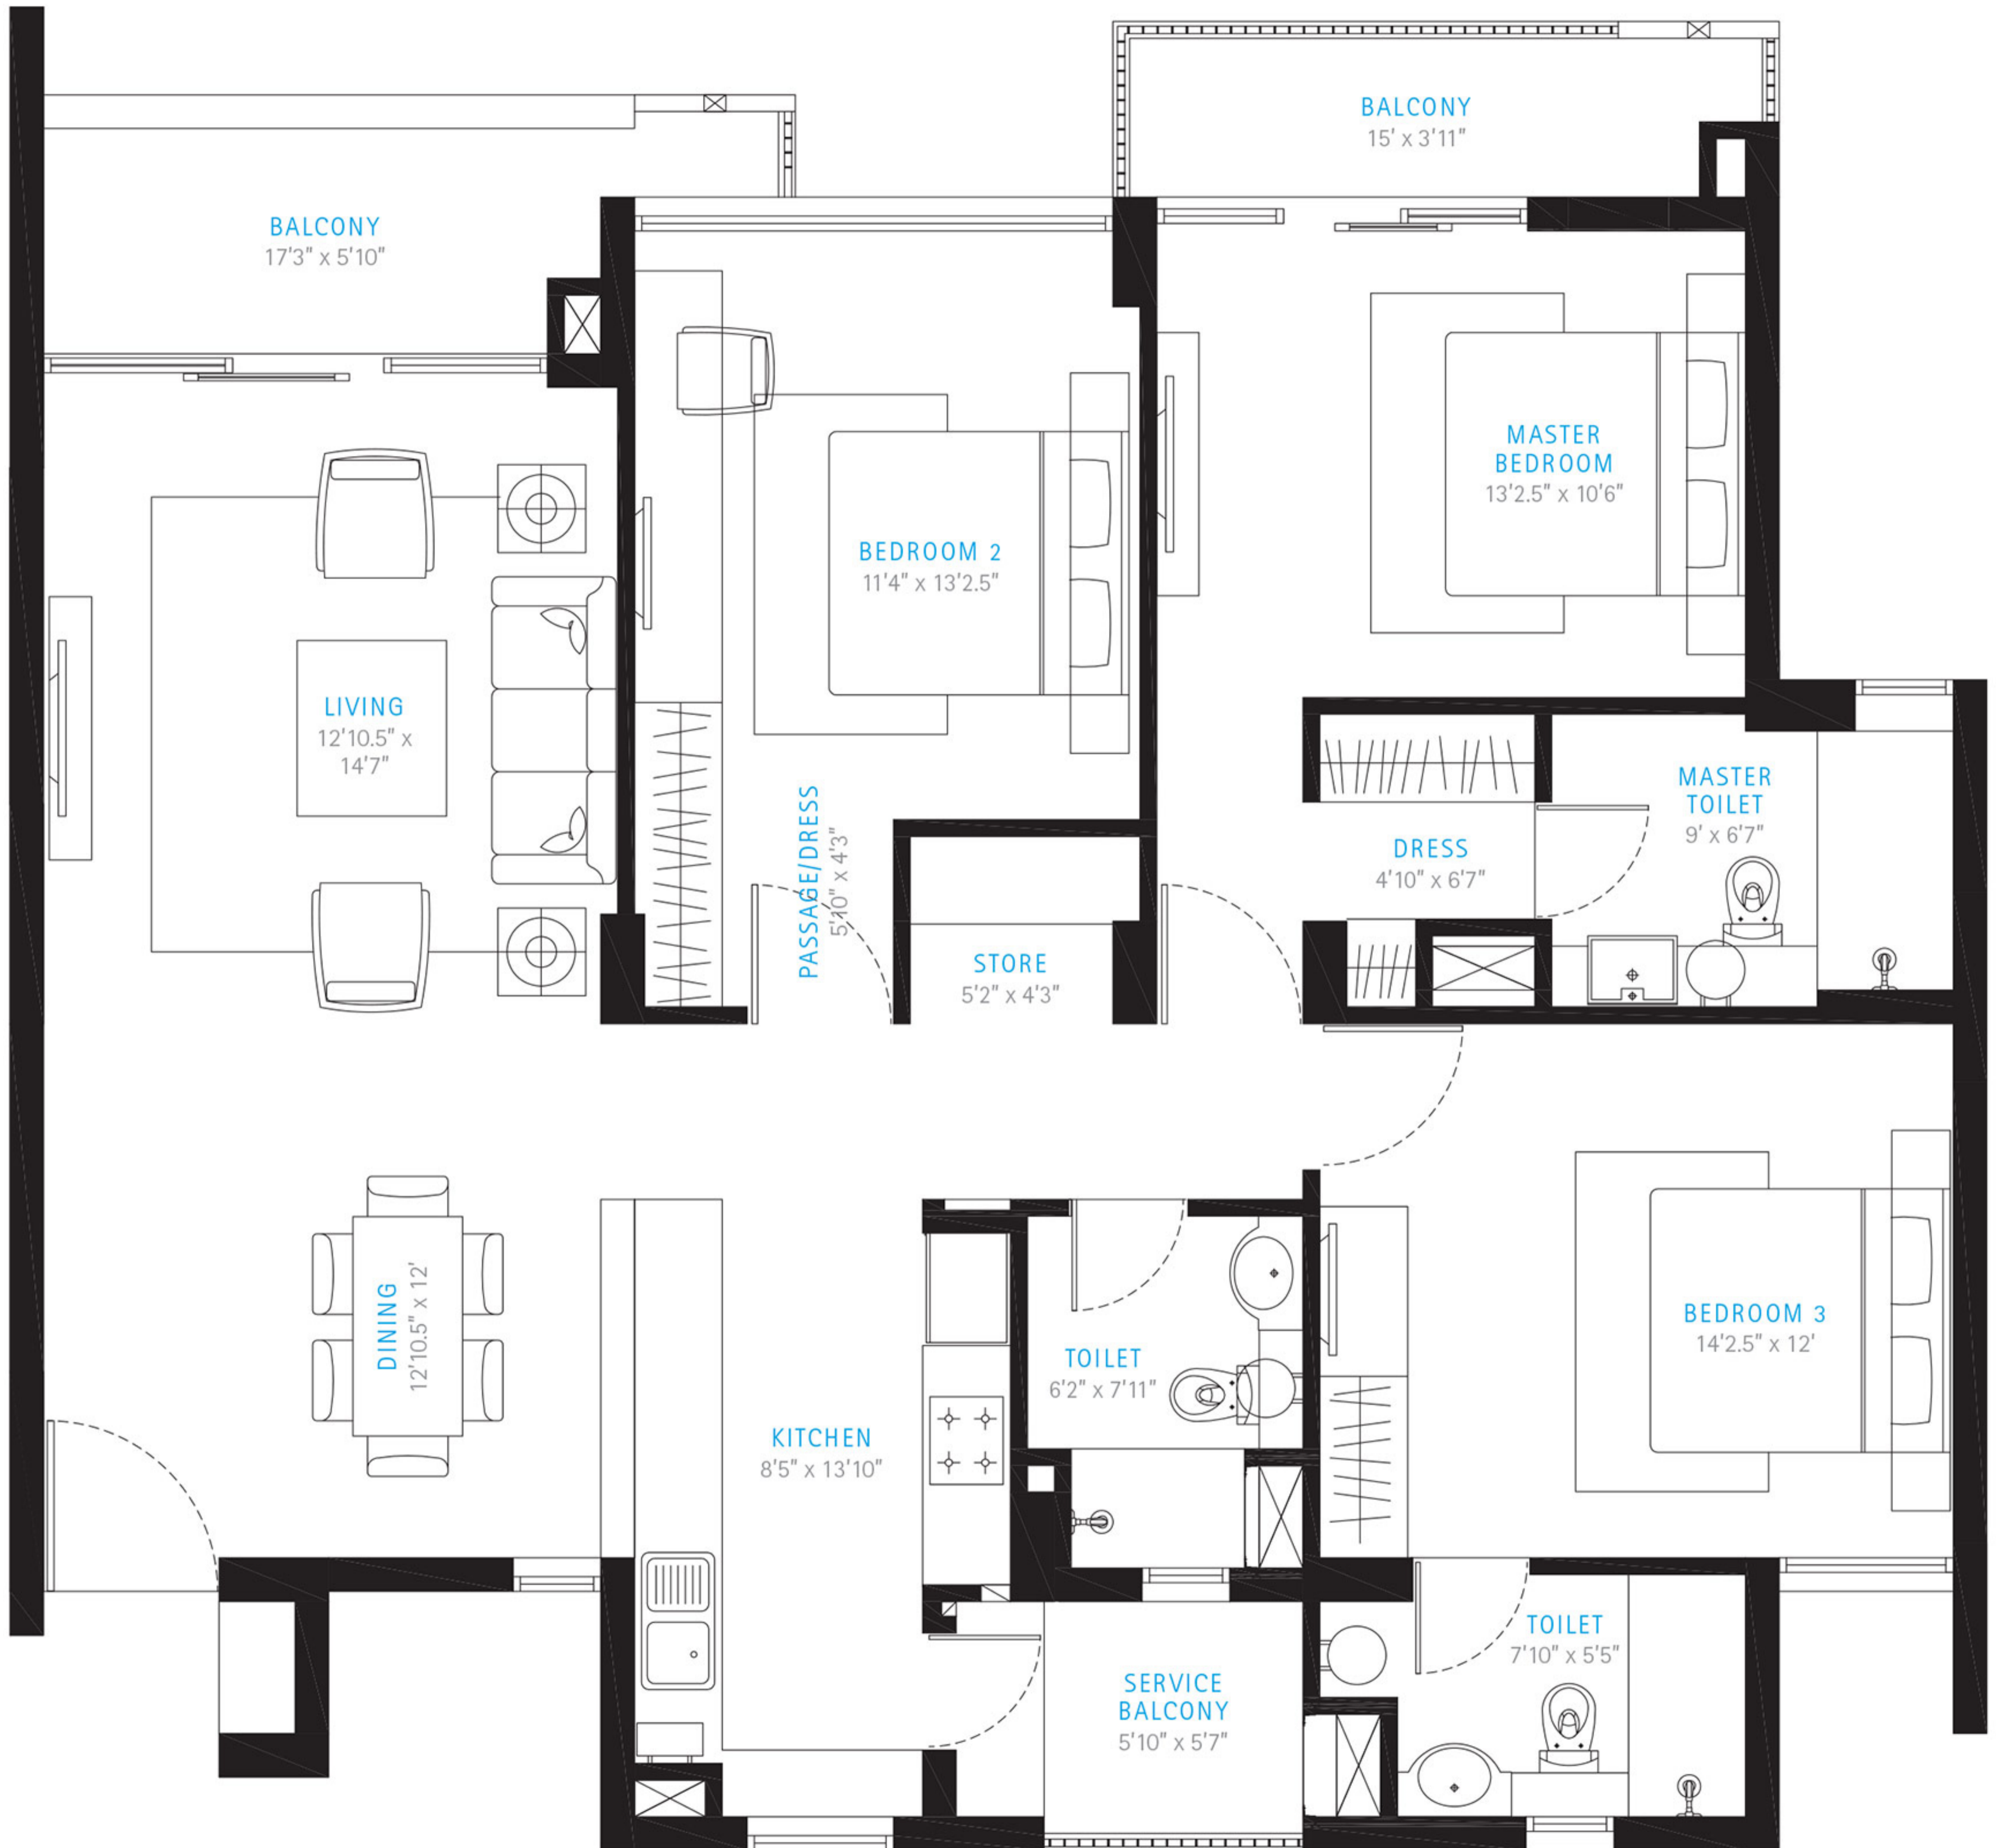 BALCONY
15' x 3'11"
BALCONY
17'3" x 5'10"
MASTER
BEDROOM
13'2.5" x 10'6"
BEDROOM 2
11'4" x 13'2.5"
LIVING
12'10.5" x
14'7"
MASTER
TOILET
9' x 6'7"
PASSAGE/DRESS
5'10" x 4'3"
DRESS
4'10" x 6'7"
STORE
5'2" x 4'3"
DINING
12'10.5" x 12'
BEDROOM 3
14'2.5" x 12'
TOILET
6'2" x 7'11"
KITCHEN
8'5" x 13'10"
TOILET
7'10" x 5'5"
SERVICE
BALCONY
5'10" x 5'7"